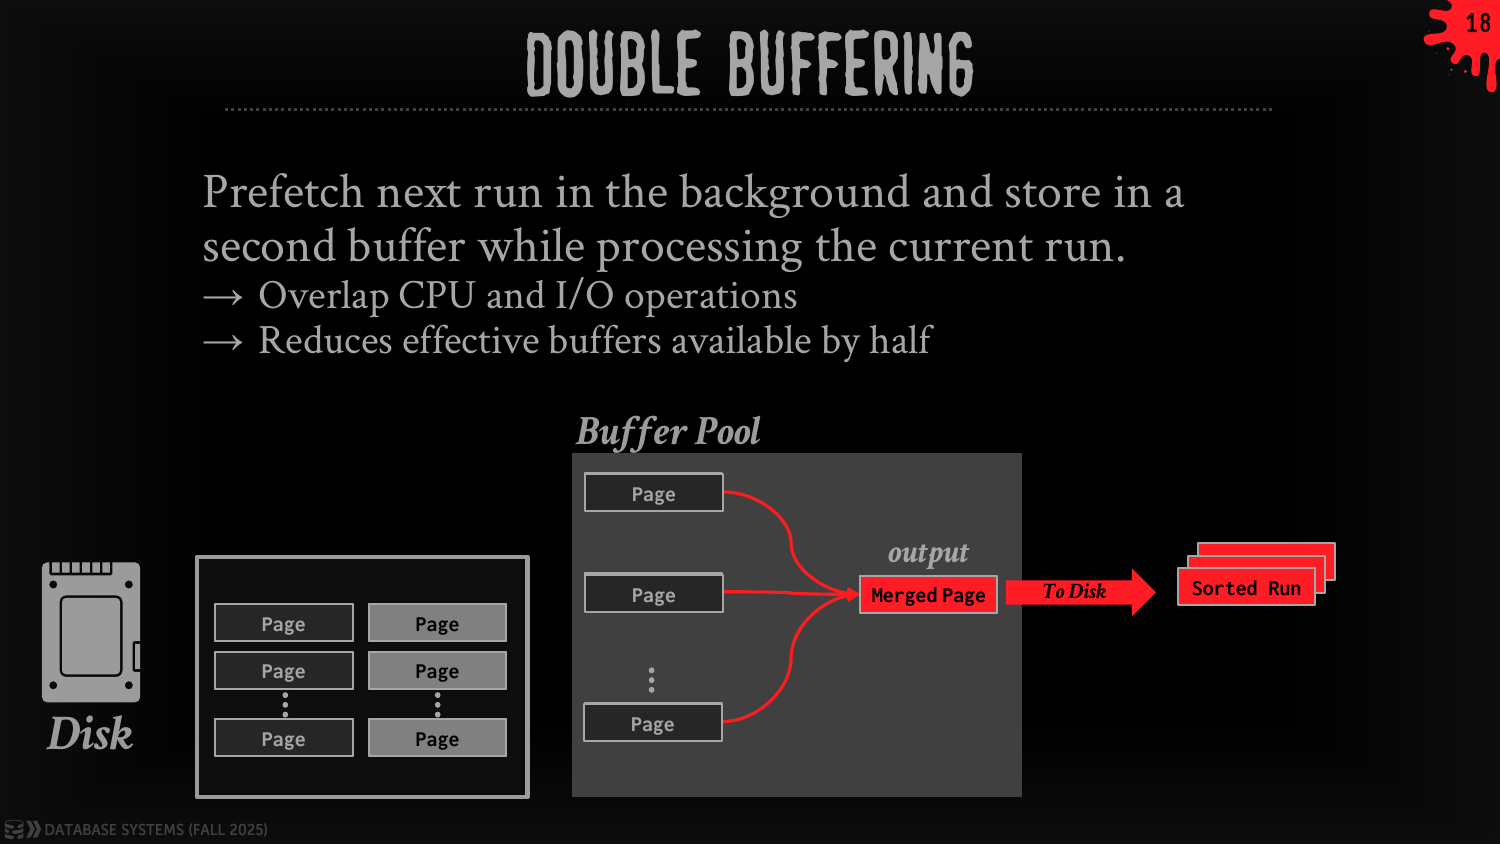 DOUBLE BUFFERING
18
Prefetch next run in the background and store in a
second buffer while processing the current run.
→ Overlap CPU and I/O operations
→ Reduces effective buffers available by half
Buffer Pool
Page
Page
Page
output
Merged Page
To Disk
Sorted Run
Page
Page
Page
Page
Page
Page
Disk
DATABASE SYSTEMS (FALL 2025)